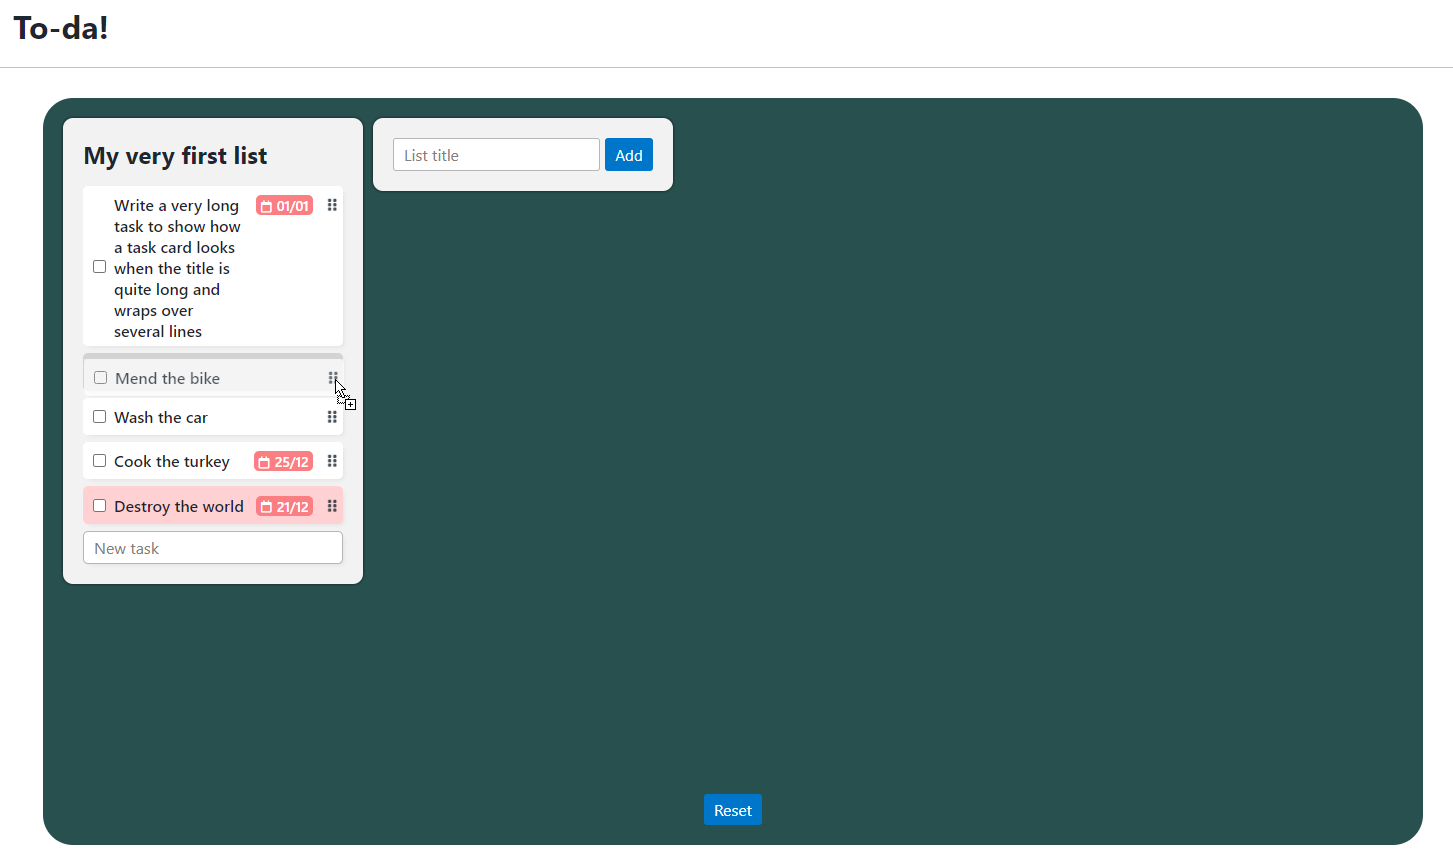 To-da!
My very first list
List title
Add
Write a very long 01/01
task to show how
a task card looks
when the title is
quite long and
wraps over
several lines
Mend the bike
Wash the car
Cook the turkey 25/12
Destroy the world 21/12
New task
Reset